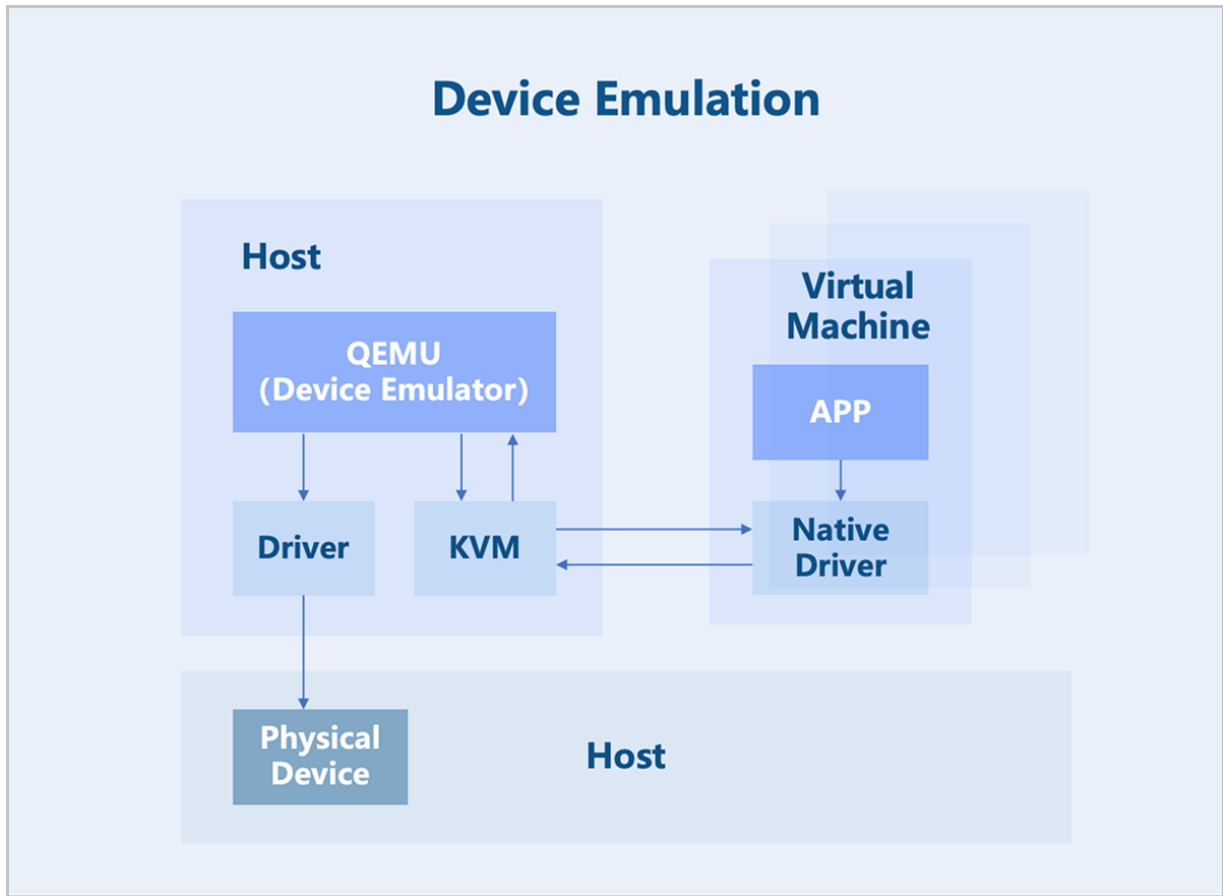 Device Emulation
Host
QEMU
(Device Emulator)
Driver
KVM
Virtual
Machine
APP
Native
Driver
Physical
Device
Host